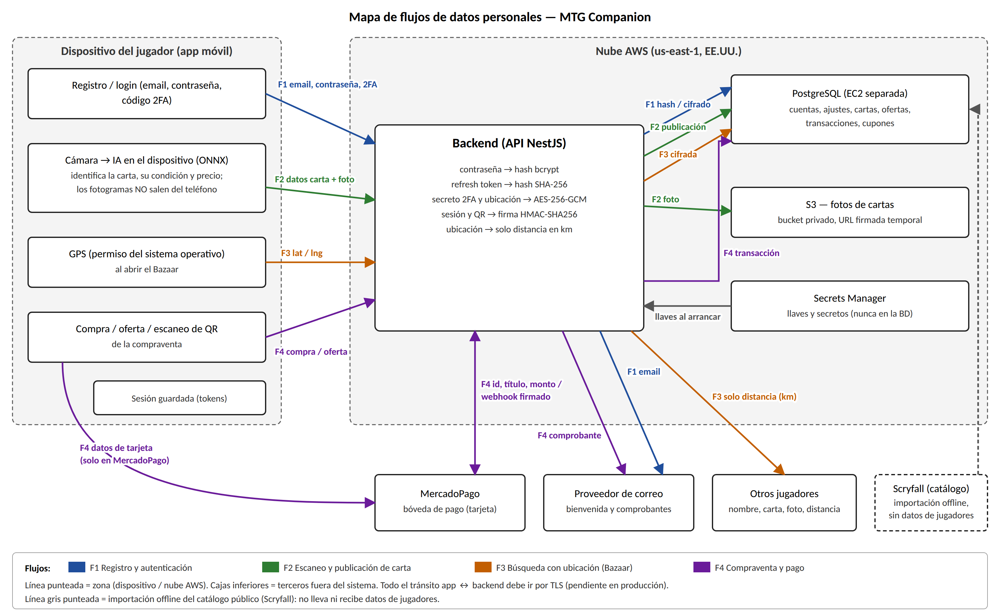 Mapa de flujos de datos personales — MTG Companion
Dispositivo del jugador (app móvil)
Registro / login (email, contraseña,
código 2FA)
Cámara → IA en el dispositivo (ONNX)
identifica la carta, su condición y precio;
los fotogramas NO salen del teléfono
GPS (permiso del sistema operativo)
al abrir el Bazaar
Compra / oferta / escaneo de QR
de la compraventa
Sesión guardada (tokens)
F1 email, contraseña, 2FA
F2 datos carta + foto
F3 lat / lng
F4 compra / oferta
F4 datos de tarjeta
(solo en MercadoPago)
Nube AWS (us-east-1, EE.UU.)
Backend (API NestJS)
contraseña → hash bcrypt
refresh token → hash SHA-256
secreto 2FA y ubicación → AES-256-GCM
sesión y QR → firma HMAC-SHA256
ubicación → solo distancia en km
F1 hash / cifrado
F2 publicación
F3 cifrada
F2 foto
F4 transacción
llaves al arrancar
PostgreSQL (EC2 separada)
cuentas, ajustes, cartas, ofertas,
transacciones, cupones
S3 — fotos de cartas
bucket privado, URL firmada temporal
Secrets Manager
llaves y secretos (nunca en la BD)
F4 id, título, monto /
webhook firmado
F4 comprobante
F1 email
F3 solo distancia (km)
MercadoPago
bóveda de pago (tarjeta)
Proveedor de correo
bienvenida y comprobantes
Otros jugadores
nombre, carta, foto, distancia
Scryfall (catálogo)
importación offline,
sin datos de jugadores
Flujos:
F1 Registro y autenticación
F2 Escaneo y publicación de carta
F3 Búsqueda con ubicación (Bazaar)
F4 Compraventa y pago
Línea punteada = zona (dispositivo / nube AWS). Cajas inferiores = terceros fuera del sistema. Todo el tránsito app ↔ backend debe ir por TLS (pendiente en producción).
Línea gris punteada = importación offline del catálogo público (Scryfall): no lleva ni recibe datos de jugadores.